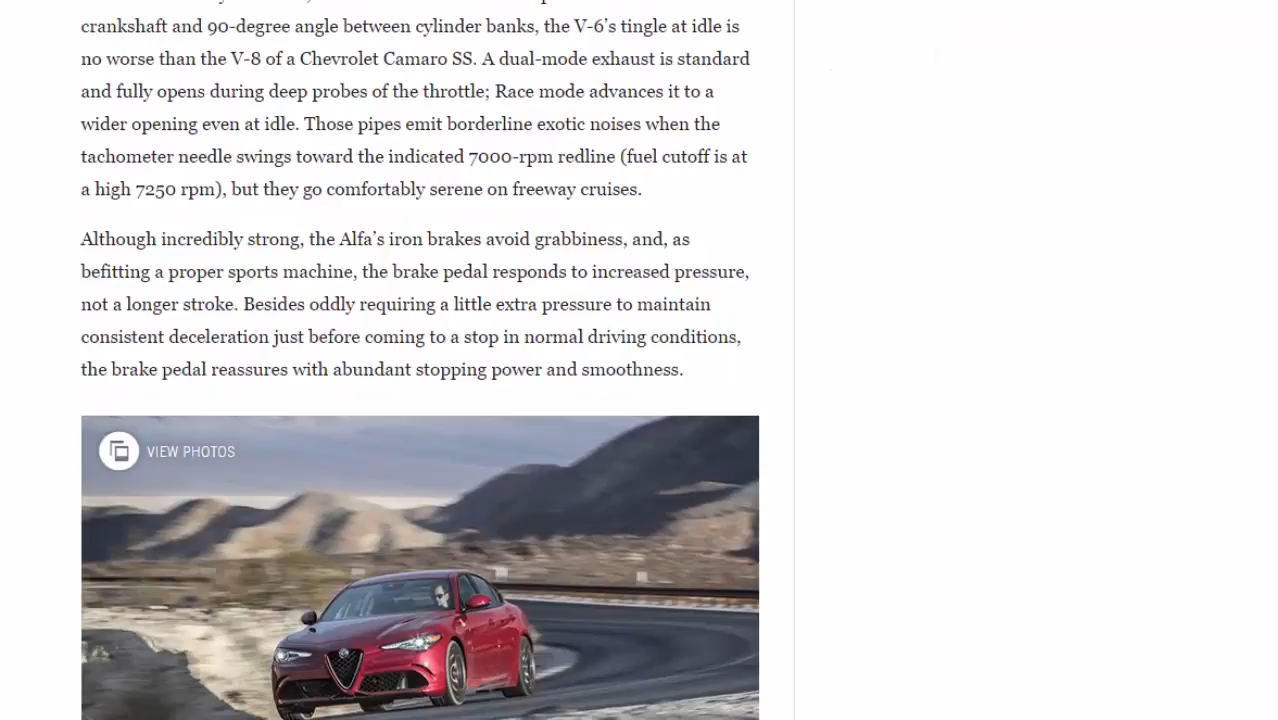 crankshaft and 90-degree angle between cylinder banks, the V-6’s tingle at idle is
no worse than the V-8 of a Chevrolet Camaro SS. A dual-mode exhaust is standard
and fully opens during deep probes of the throttle; Race mode advances it to a
wider opening even at idle. Those pipes emit borderline exotic noises when the
tachometer needle swings toward the indicated 7000-rpm redline (fuel cutoff is at
a high 7250 rpm), but they go comfortably serene on freeway cruises.
Although incredibly strong, the Alfa’s iron brakes avoid grabbiness, and, as
befitting a proper sports machine, the brake pedal responds to increased pressure,
not a longer stroke. Besides oddly requiring a little extra pressure to maintain
consistent deceleration just before coming to a stop in normal driving conditions,
the brake pedal reassures with abundant stopping power and smoothness.
VIEW PHOTOS